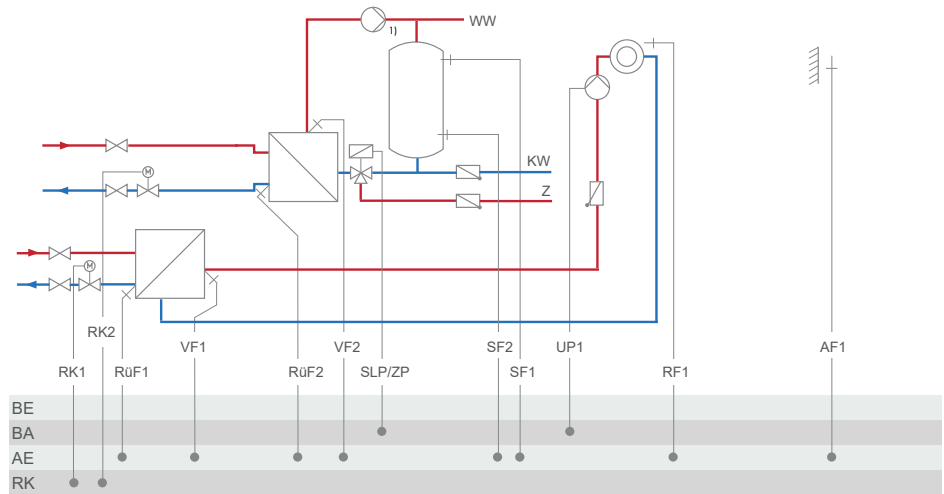 1)
WW
KW
Z
M
M
RK2
VF1
VF2
SF2
UP1
AF1
RK1
RüF1
RüF2
SLP/ZP
SF1
RF1
BE
BA
AE
RK